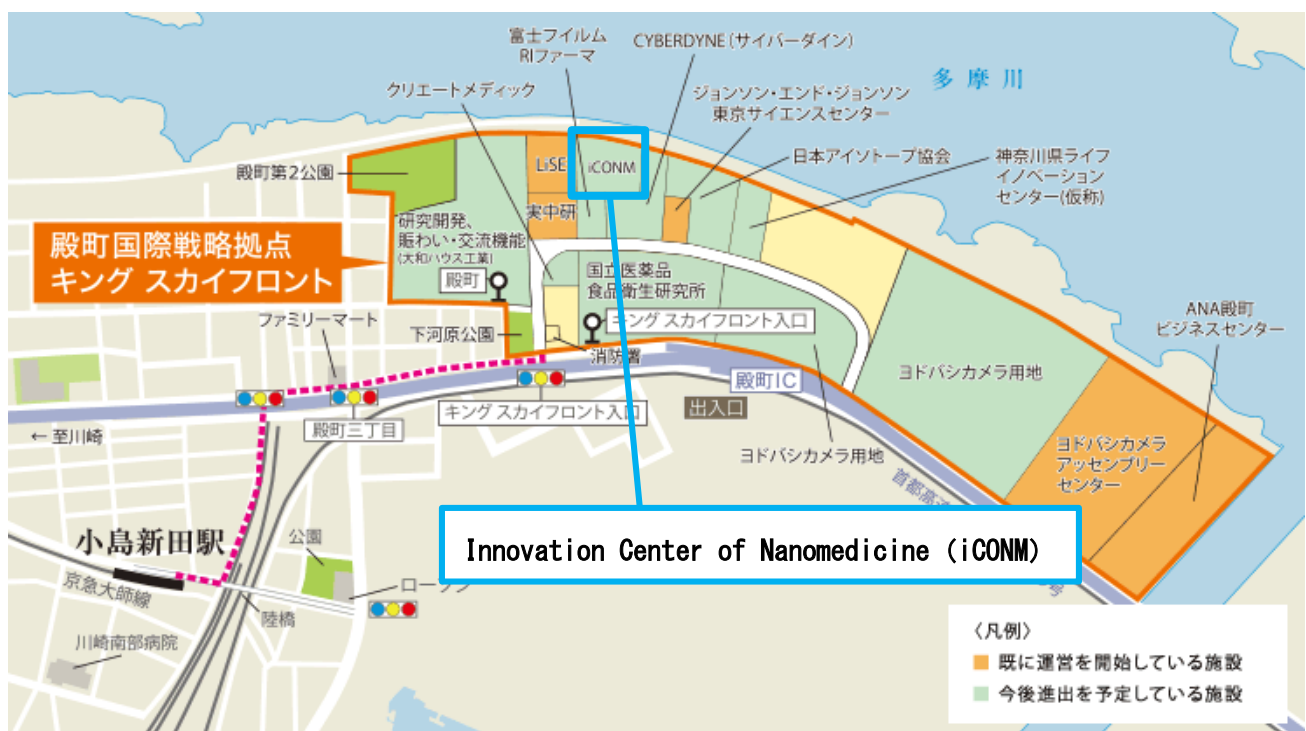 富士フイルム
RIファーマ
CYBERDYNE(サイバーダイン)
多摩川
クリエートメディック
ジョンソン・エンド・ジョンソン
東京サイエンスセンター
日本アイソトープ協会
神奈川県ライフ
イノベーション
センター(仮称)
殿町第2公園
LiSE
iCONM
実中研
研究開発、
賑わい・交流機能
(大和ハウス工業)
殿町国際戦略拠点
キング スカイフロント
殿町
国立医薬品
食品衛生研究所
ANA殿町
ビジネスセンター
ファミリーマート
下河原公園
キング スカイフロント入口
消防署
殿町IC
ヨドバシカメラ用地
出入口
キング スカイフロント入口
殿町三丁目
←至川崎
ヨドバシカメラ用地
ヨドバシカメラ
アッセンブリー
センター
首都高速
Innovation Center of Nanomedicine (iCONM)
小島新田駅
公園
京急大師線
ロー
号
陸橋
川崎南部病院
〈凡例〉
既に運営を開始している施設
今後進出を予定している施設